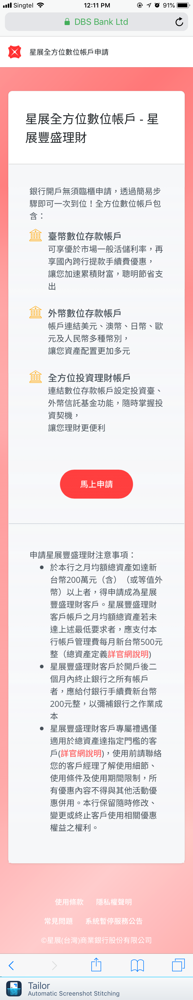 Singtel 12:11 PM 91%
DBS Bank Ltd
星展全方位數位帳戶申請
星展全方位數位帳戶 - 星
展豐盛理財
銀行開戶無須臨櫃申請，透過簡易步
驟即可一次到位！全方位數位帳戶包
含：
臺幣數位存款帳戶
可享優於市場一般活儲利率，再
享國內跨行提款手續費優惠，
讓您加速累積財富，聰明節省支
出
外幣數位存款帳戶
帳戶連結美元、澳幣、日幣、歐
元及人民幣多種幣別，
讓您資產配置更加多元
全方位投資理財帳戶
連結數位存款帳戶設定投資臺、
外幣信託基金功能，隨時掌握投
資契機，
讓您理財更便利
馬上申請
申請星展豐盛理財注意事項：
● 於本行之月均額總資產如達新
台幣200萬元（含）（或等值外
幣）以上者，得申請成為星展
豐盛理財客戶。星展豐盛理財
客戶帳戶之月均額總資產若未
達上述最低要求者，應支付本
行帳戶管理費每月新台幣500元
整（總資產定義詳官網說明)
● 星展豐盛理財客戶於開戶後二
個月內終止銀行之所有帳戶
者，應給付銀行手續費新台幣
200元整，以彌補銀行之作業成
本
● 星展豐盛理財客戶專屬禮遇僅
適用於總資產達指定門檻的客
戶(詳官網說明)，使用前請聯絡
您的客戶經理了解使用細節、
使用條件及使用期間限制，所
有優惠內容不得與其他活動優
惠併用。本行保留隨時修改、
變更或終止客戶使用相關優惠
權益之權利。
使用條款 隱私權聲明
常見問題 系統暫停服務公告
©星展(台灣)商業銀行股份有限公司
Tailor
Automatic Screenshot Stitching